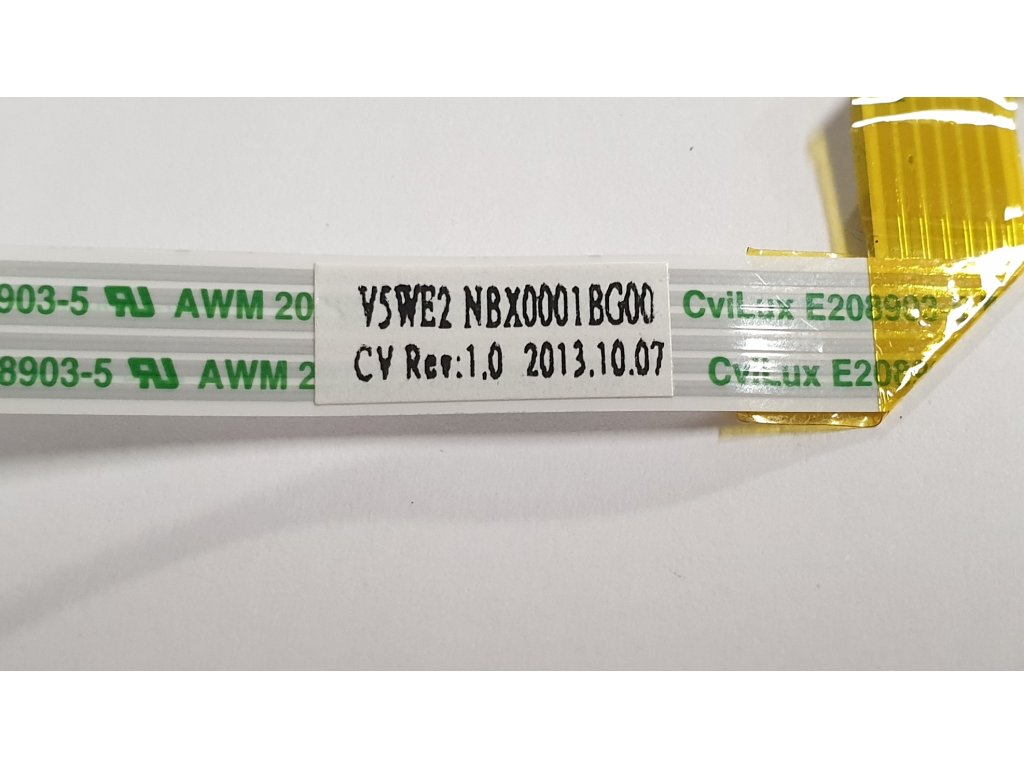 903-5 AWM 20
V5WE2 NBX0001BG00
CviLux E208903
8903-5 AWM 2
CV Rev:1.0 2013.10.07
CviLux E208